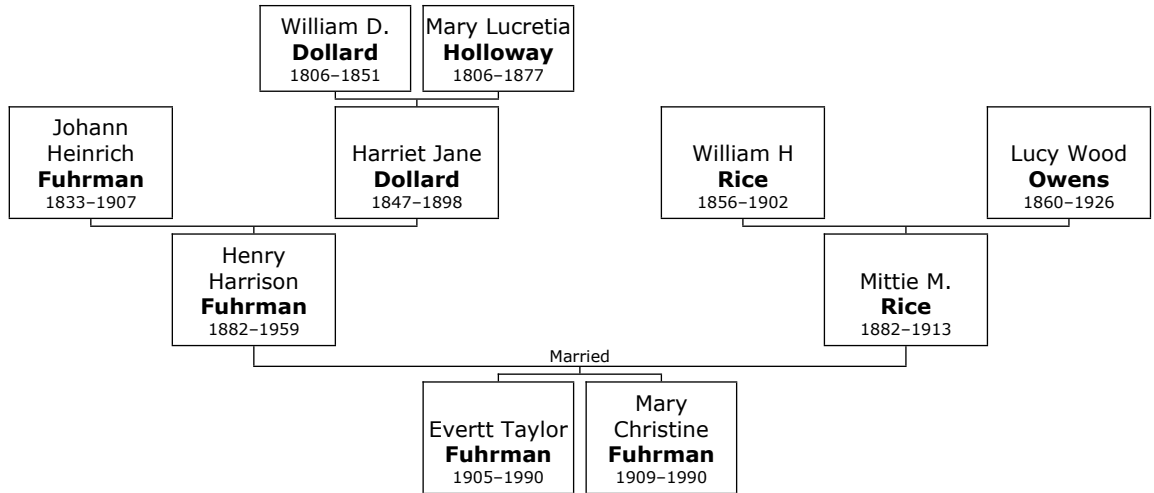 William D.
Dollard
1806–1851
Mary Lucretia
Holloway
1806–1877
Johann
Heinrich
Fuhrman
1833–1907
Harriet Jane
Dollard
1847–1898
William H
Rice
1856–1902
Lucy Wood
Owens
1860–1926
Henry
Harrison
Fuhrman
1882–1959
Mittie M.
Rice
1882–1913
Married
Evertt Taylor
Fuhrman
1905–1990
Mary
Christine
Fuhrman
1909–1990